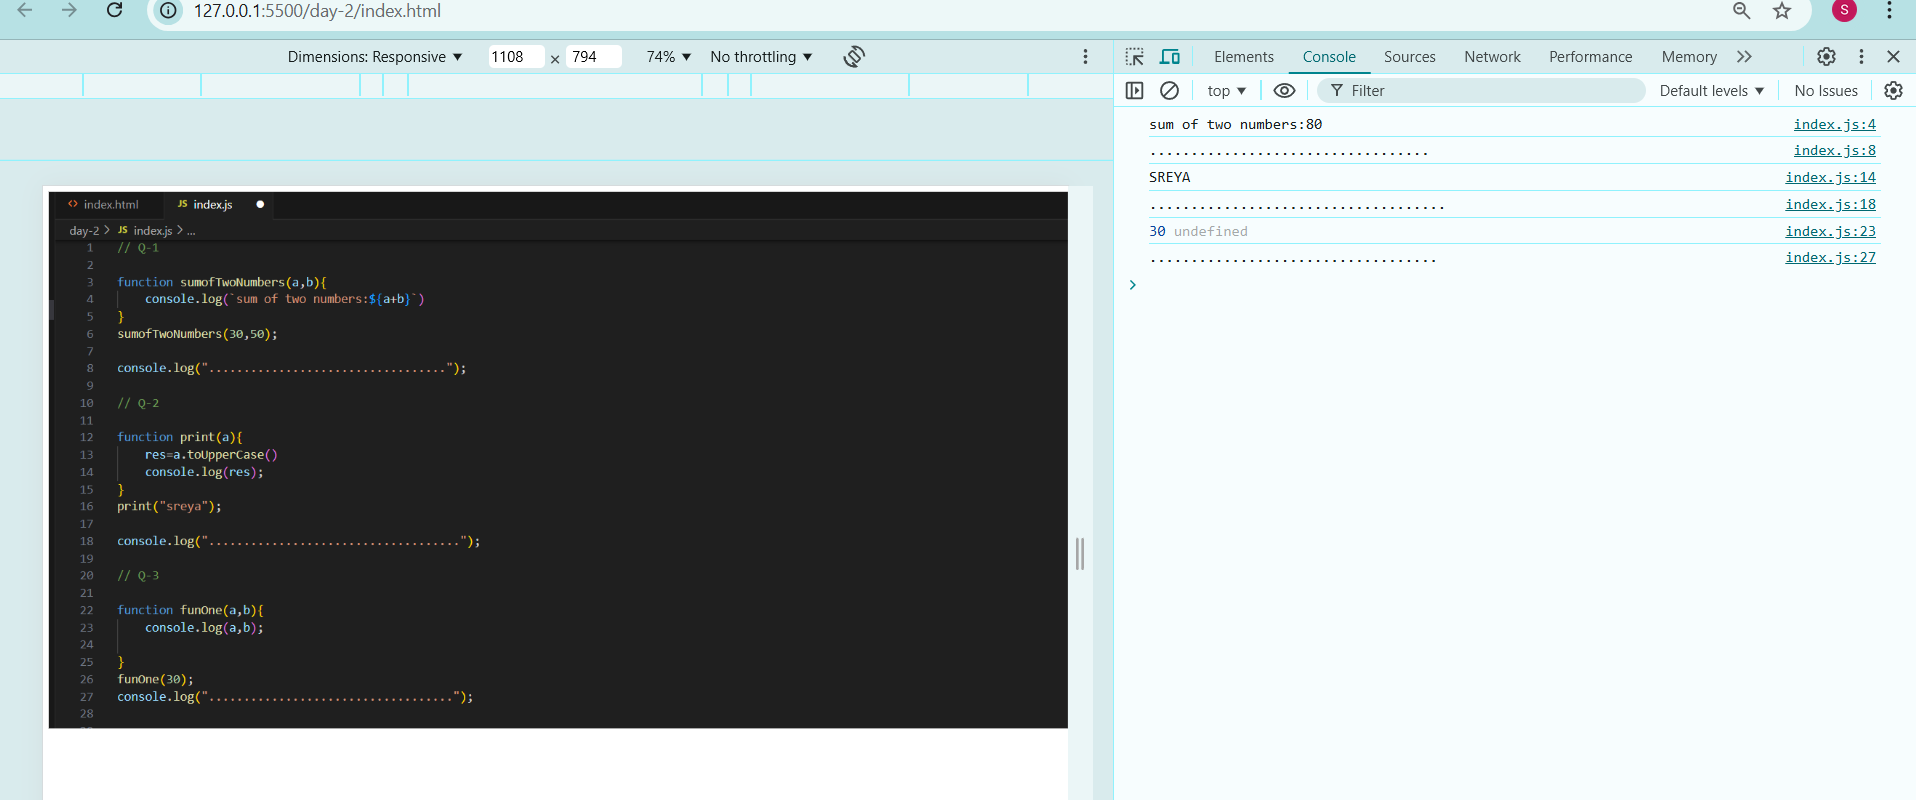 127.0.0.1:5500/day-2/index.html
S
Dimensions: Responsive 1108 × 794 74% No throttling
Elements Console Sources Network Performance Memory
top Filter Default levels No Issues
<> index.html JS index.js
day-2 > JS index.js > ...
1 // Q-1
2
3 function sumofTwoNumbers(a,b){
4 console.log(`sum of two numbers:${a+b}`)
5 }
6 sumofTwoNumbers(30,50);
7
8 console.log("..................................");
9
10 // Q-2
11
12 function print(a){
13 res=a.toUpperCase()
14 console.log(res);
15 }
16 print("sreya");
17
18 console.log("....................................");
19
20 // Q-3
21
22 function funOne(a,b){
23 console.log(a,b);
24
25 }
26 funOne(30);
27 console.log("...................................");
28
sum of two numbers:80 index.js:4
.................................. index.js:8
SREYA index.js:14
.................................... index.js:18
30 undefined index.js:23
................................... index.js:27
>